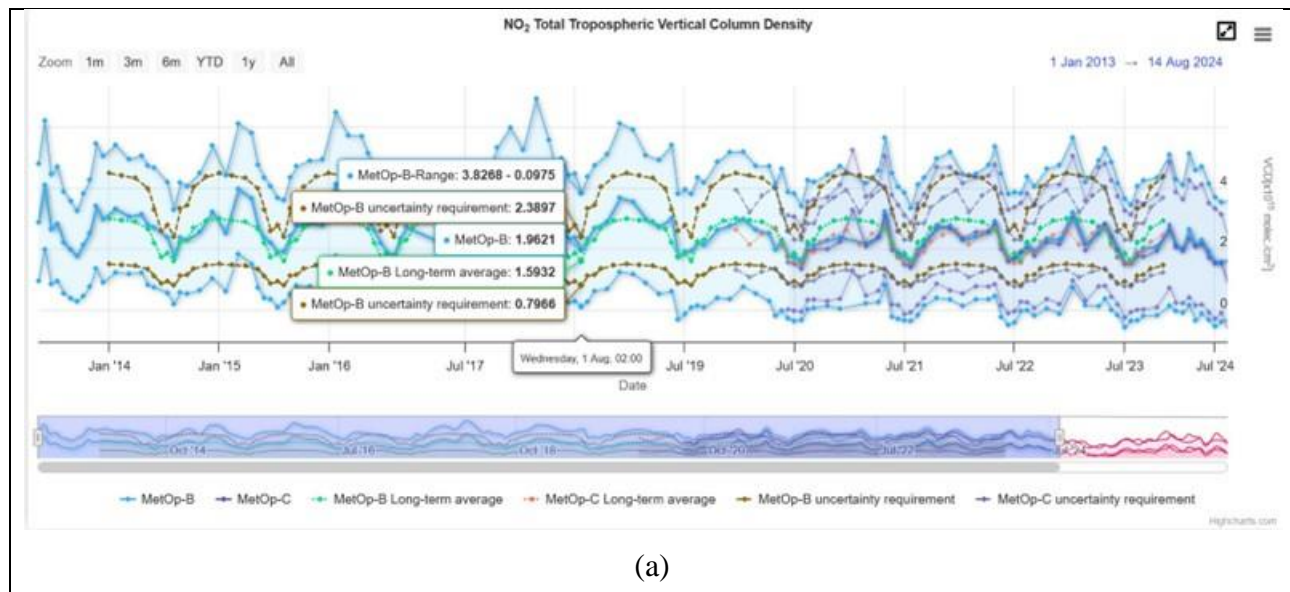 NO₂ Total Tropospheric Vertical Column Density
Zoom 1m 3m 6m YTD 1y All
1 Jan 2013 → 14 Aug 2024
MetOp-B-Range: 3.8268 - 0.0975
MetOp-B uncertainty requirement: 2.3897
MetOp-B: 1.9621
MetOp-B Long-term average: 1.5932
MetOp-B uncertainty requirement: 0.7966
4
2
0
Wednesday, 1 Aug, 02:00
Jan '14 Jan '15 Jan '16 Jul '17 Jul '19 Jul '20 Jul '21 Jul '22 Jul '23 Jul '24
Date
Oct '14 Jul '16 Oct '18 Oct '20 Jul '22
MetOp-B MetOp-C MetOp-B Long-term average MetOp-C Long-term average MetOp-B uncertainty requirement MetOp-C uncertainty requirement
Highcharts.com
(a)